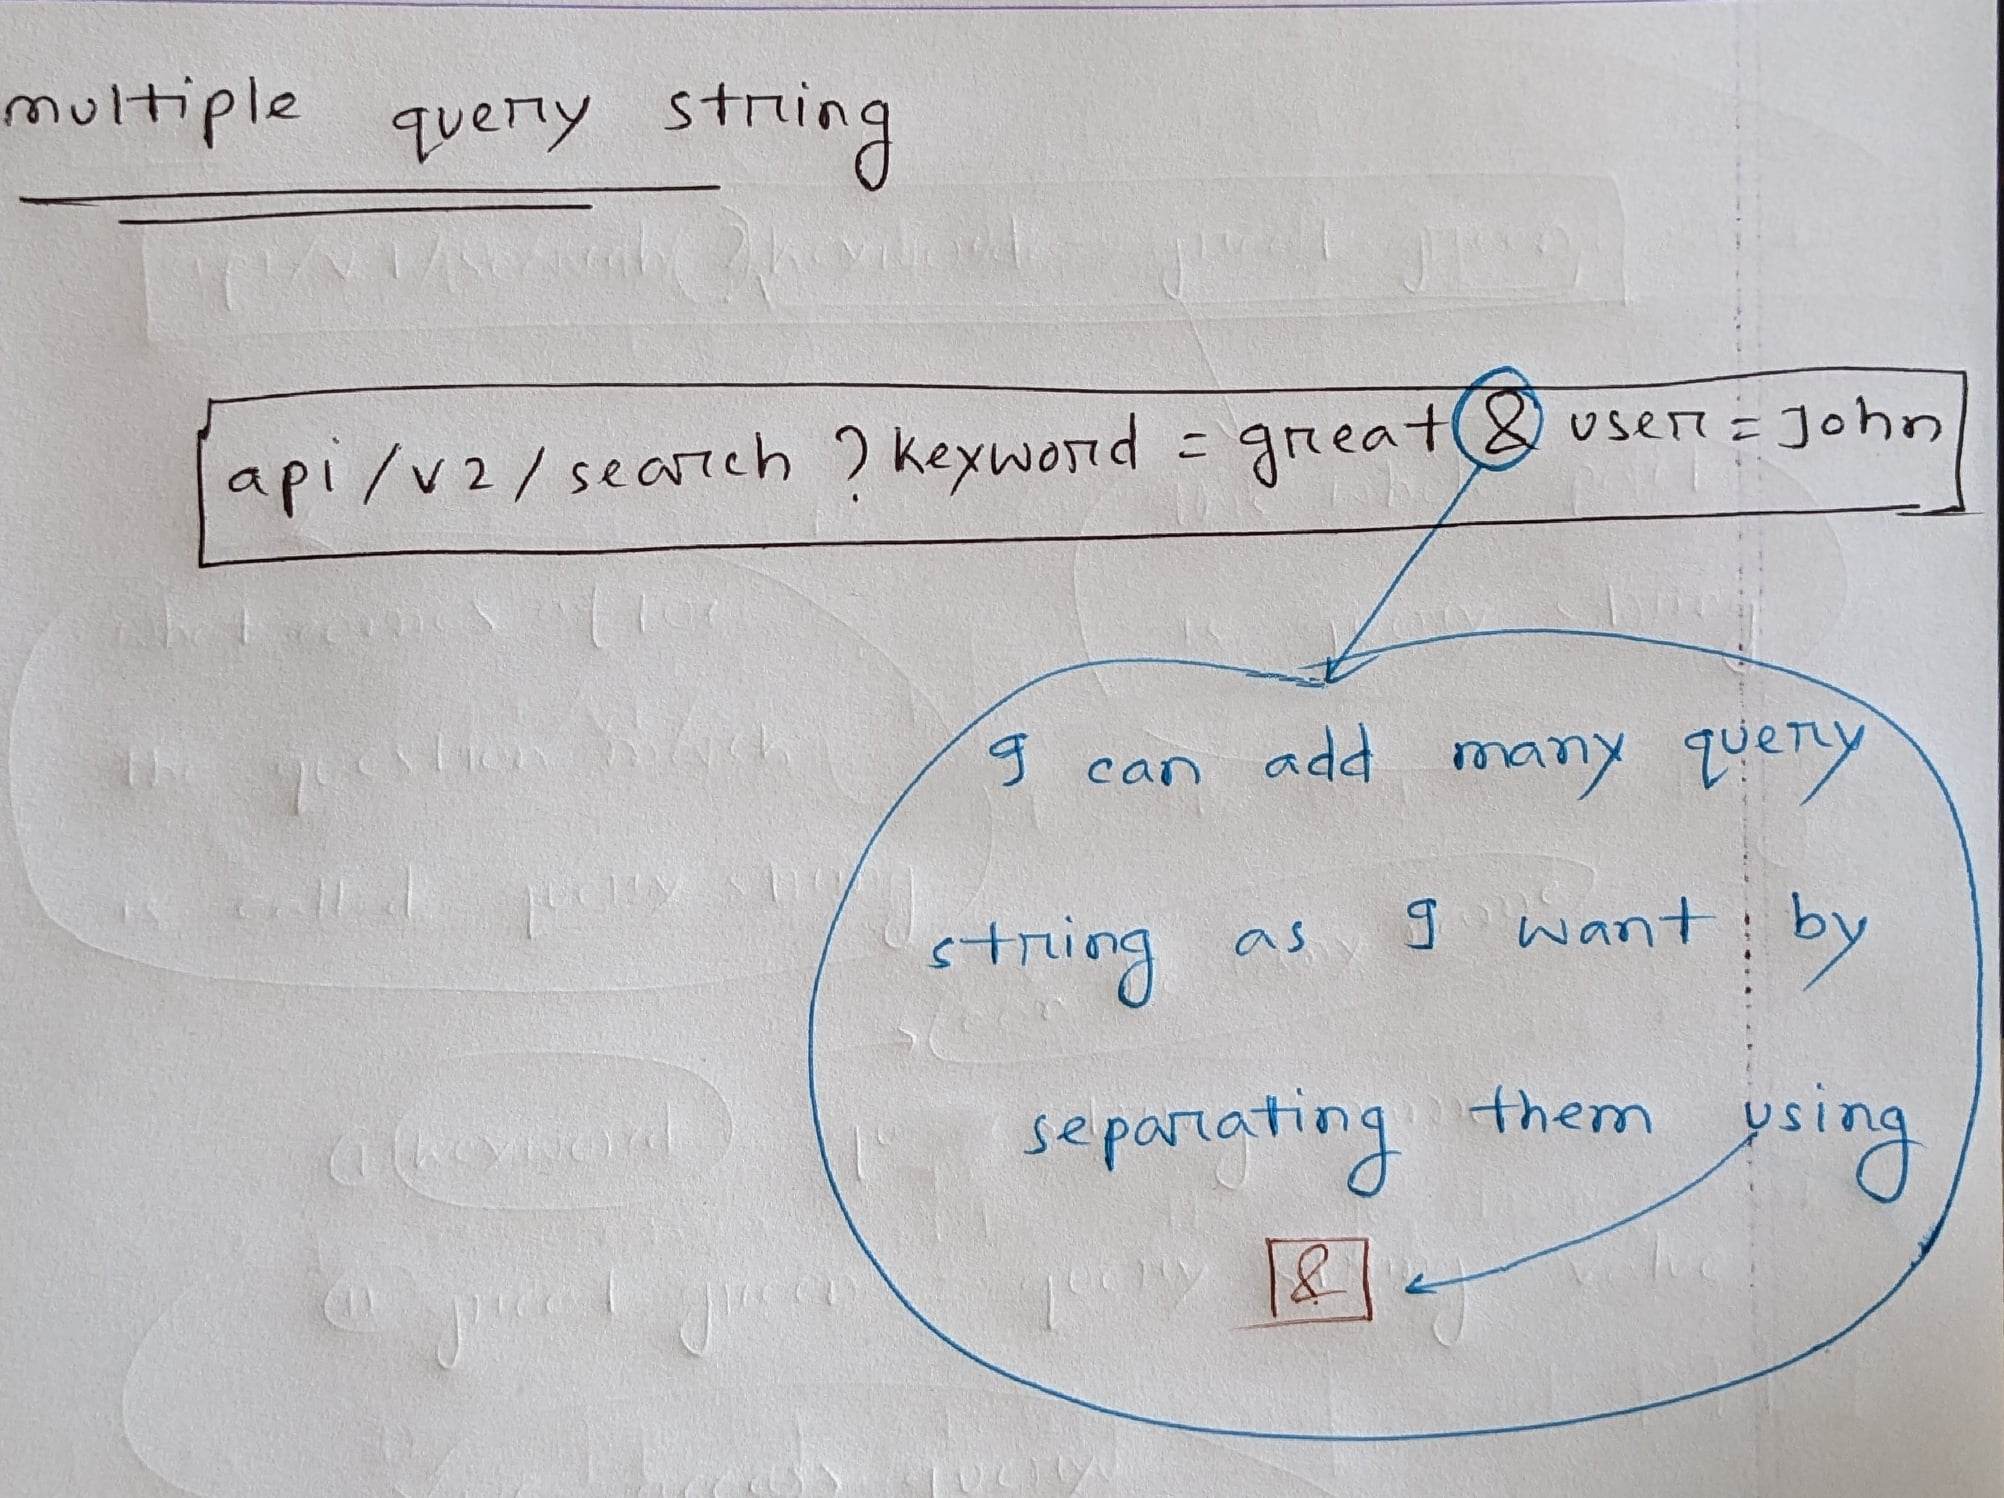 multiple query string
api/v2/search ? keyword = great & user = John
I can add many query
string as I want by
separating them using
&